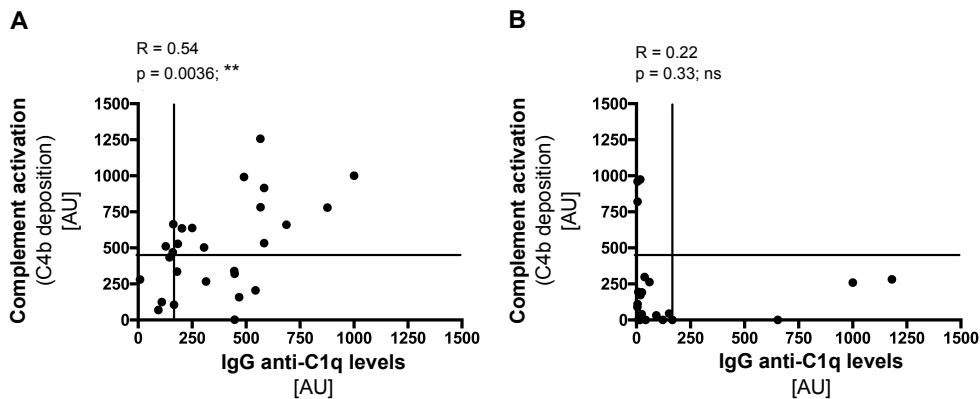 A
R = 0.54
p = 0.0036; **
Complement activation
(C4b deposition)
[AU]
1500
1250
1000
750
500
250
0
0 250 500 750 1000 1250 1500
IgG anti-C1q levels
[AU]
B
R = 0.22
p = 0.33; ns
Complement activation
(C4b deposition)
[AU]
1500
1250
1000
750
500
250
0
0 250 500 750 1000 1250 1500
IgG anti-C1q levels
[AU]